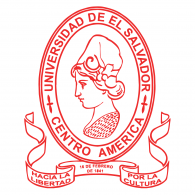 UNIVERSIDAD DE EL SALVADOR
CENTRO AMERICA
16 DE FEBRERO
DE 1841
HACIA LA
LIBERTAD
POR LA
CULTURA